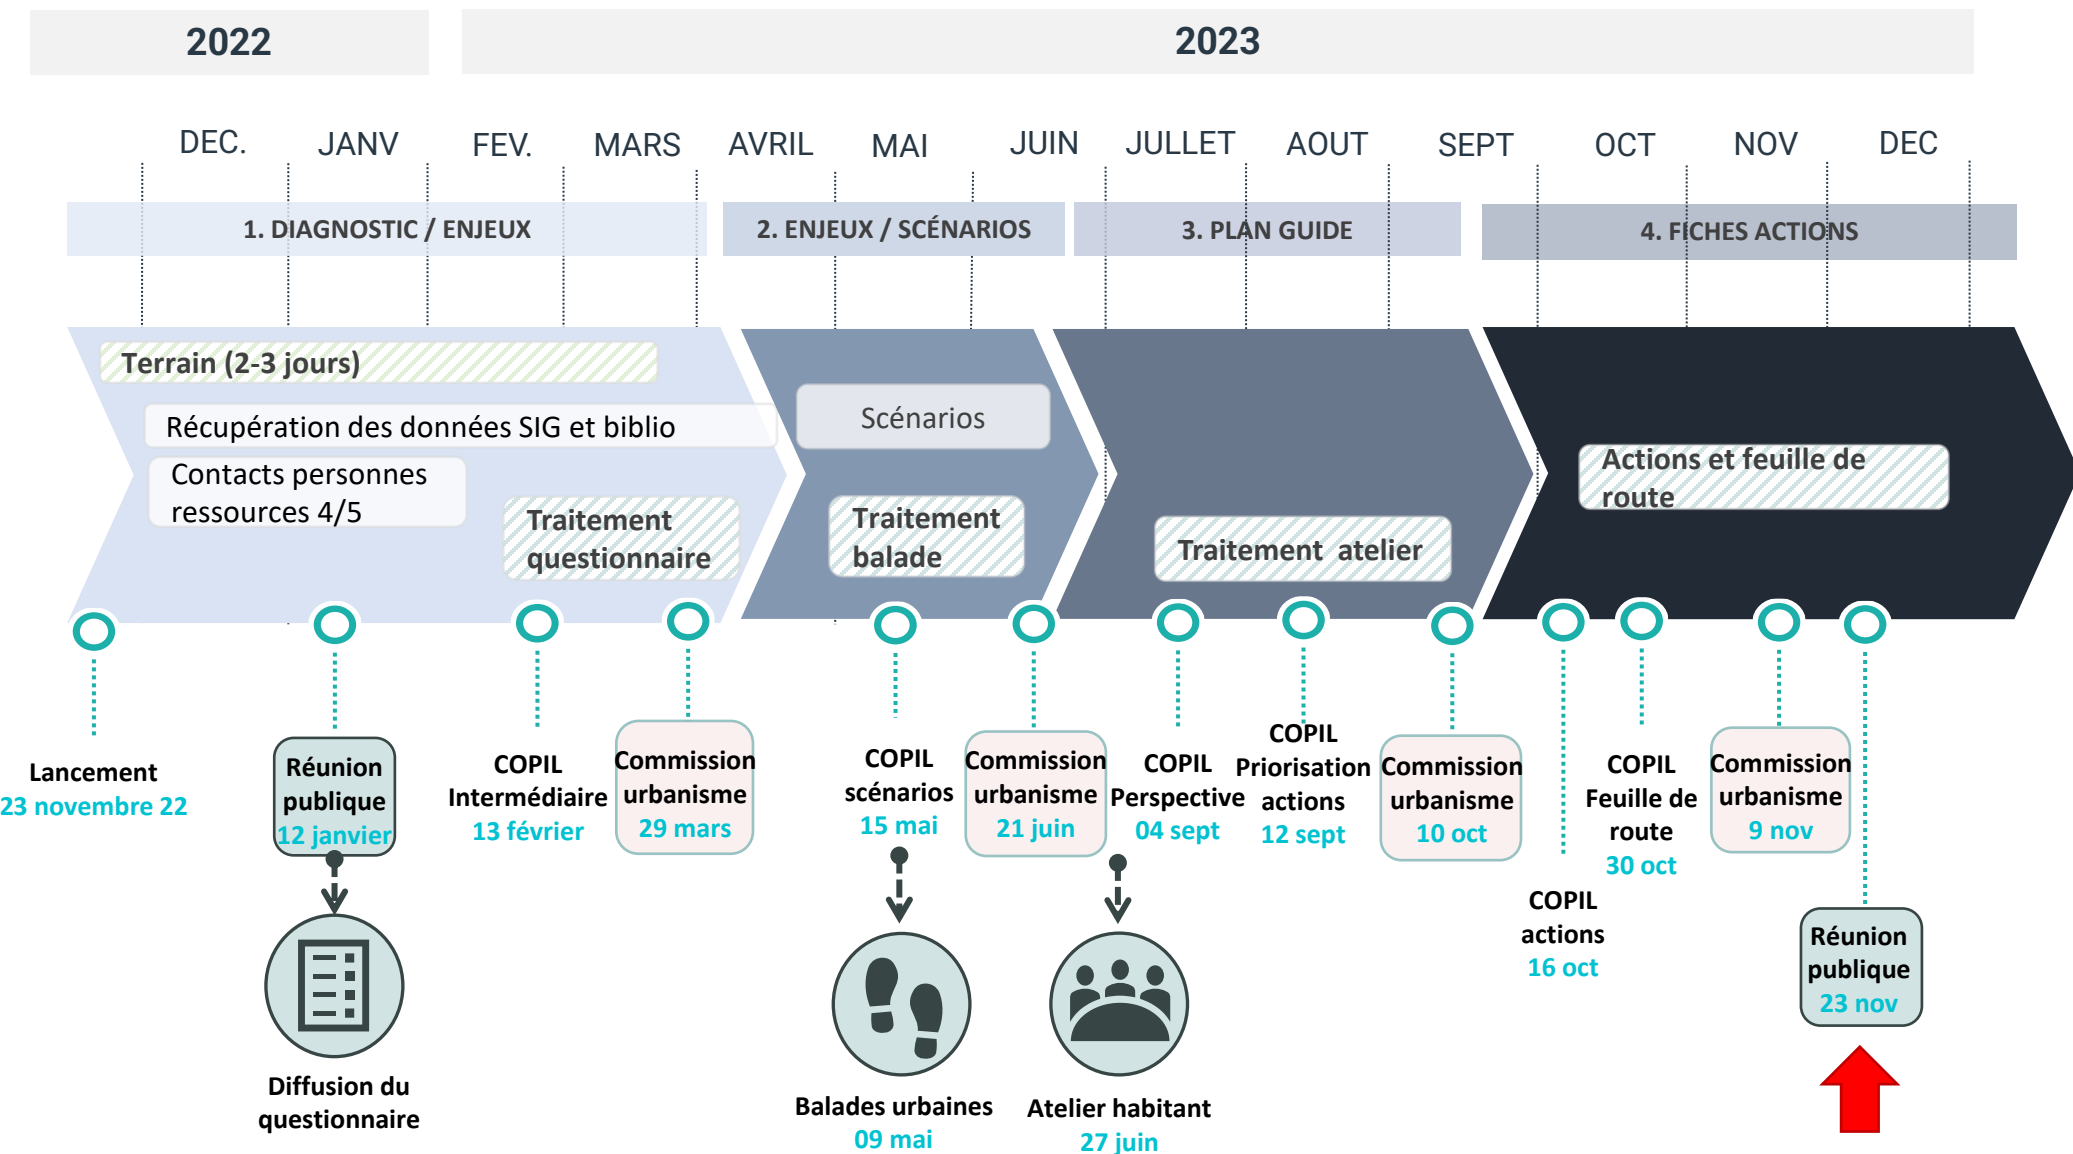 2022
2023
DEC.
JANV
FEV.
MARS
AVRIL
MAI
JUIN
JULLET
AOUT
SEPT
OCT
NOV
DEC
1. DIAGNOSTIC / ENJEUX
2. ENJEUX / SCÉNARIOS
3. PLAN GUIDE
4. FICHES ACTIONS
Terrain (2-3 jours)
Récupération des données SIG et biblio
Contacts personnes
ressources 4/5
Traitement
questionnaire
Scénarios
Traitement
balade
Traitement atelier
Actions et feuille de
route
Lancement
23 novembre 22
Réunion
publique
12 janvier
Diffusion du
questionnaire
COPIL
Intermédiaire
13 février
Commission
urbanisme
29 mars
COPIL
scénarios
15 mai
Balades urbaines
09 mai
Commission
urbanisme
21 juin
Atelier habitant
27 juin
COPIL
Perspective
04 sept
COPIL
Priorisation
actions
12 sept
Commission
urbanisme
10 oct
COPIL
actions
16 oct
COPIL
Feuille de
route
30 oct
Commission
urbanisme
9 nov
Réunion
publique
23 nov